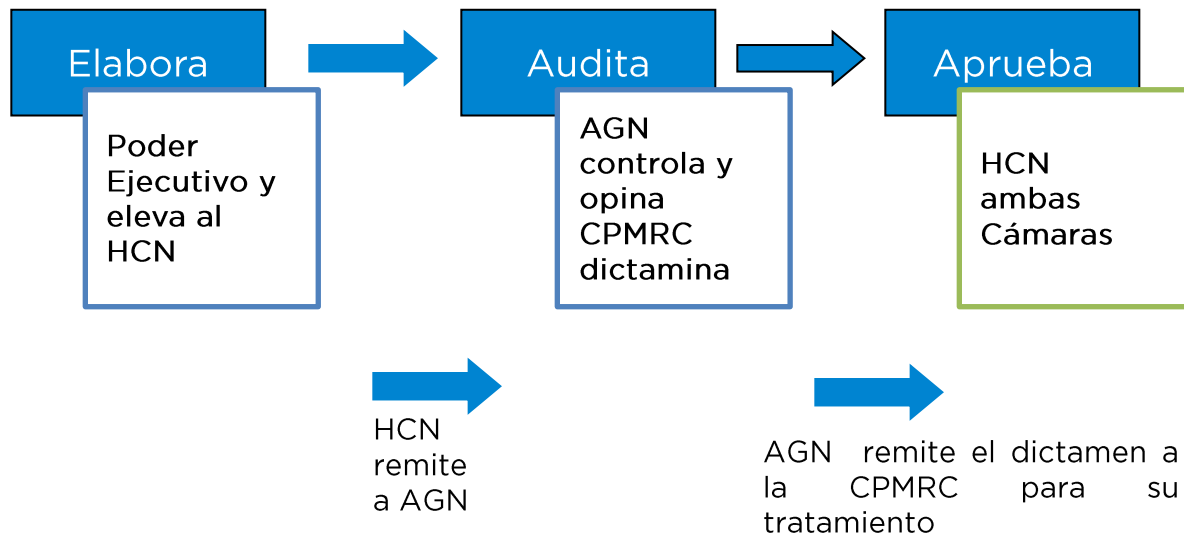 Elabora
Poder
Ejecutivo y
eleva al
HCN
Audita
AGN
controla y
opina
CPMRC
dictamina
Aprueba
HCN
ambas
Cámaras
HCN
remite
a AGN
AGN remite el dictamen a
la CPMRC para su
tratamiento